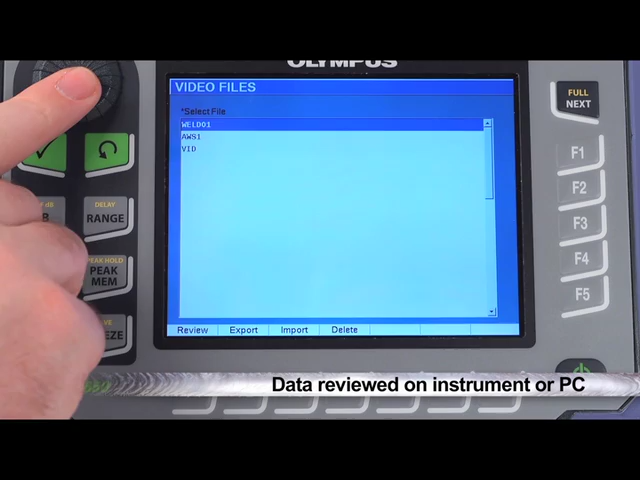 OLYMPUS
VIDEO FILES
*Select File
WELD01
AWS1
VID
Review Export Import Delete
FULL
NEXT
F1
F2
F3
F4
F5
dB
DELAY
RANGE
PEAK HOLD
PEAK
MEM
Data reviewed on instrument or PC